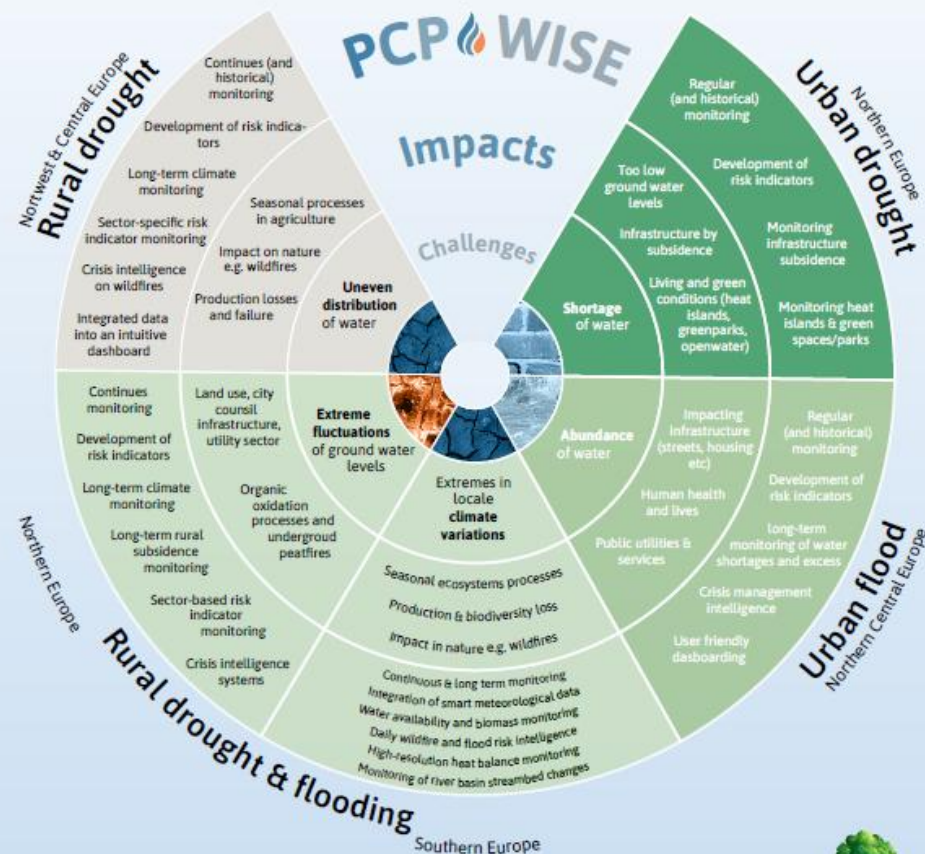 PCP WISE
Impacts
Challenges
Nortwest & Central Europe
Rural drought
Continues (and
historical)
monitoring
Development of risk indica-
tors
Long-term climate
monitoring
Sector-specific risk
indicator monitoring
Crisis intelligence
on wildfires
Integrated data
into an intuitive
dashboard
Seasonal processes
in agriculture
Impact on nature
e.g. wildfires
Production losses
and failure
Uneven
distribution
of water
Northern Europe
Urban drought
Regular
(and historical)
monitoring
Development of
risk indicators
Monitoring
infrastructure
subsidence
Monitoring heat
islands & green
spaces/parks
Too low
ground water
levels
Infrastructure by
subsidence
Living and green
conditions (heat
islands,
greenparks,
openwater)
Shortage
of water
Abundance
of water
Impacting
infrastructure
(streets, housing
etc)
Human health
and lives
Public utilities &
services
Regular
(and historical)
monitoring
Development of
risk indicators
long-term
monitoring of water
shortages and excess
Crisis management
intelligence
User friendly
dasboarding
Urban flood
Northern Central Europe
Extremes in
locale
climate
variations
Seasonal ecosystems processes
Production & biodiversity loss
Impact in nature e.g. wildfires
Continuous & long term monitoring
Integration of smart meteorological data
Water availability and biomass monitoring
Daily wildfire and flood risk intelligence
High-resolution heat balance monitoring
Monitoring of river basin streambed changes
Southern Europe
Extreme
fluctuations
of ground water
levels
Land use, city
counsil
infrastructure,
utility sector
Organic
oxidation
processes and
undergroud
peatfires
Continues
monitoring
Development of
risk indicators
Long-term climate
monitoring
Long-term rural
subsidence
monitoring
Sector-based risk
indicator
monitoring
Crisis intelligence
systems
Northern Europe
Rural drought & flooding